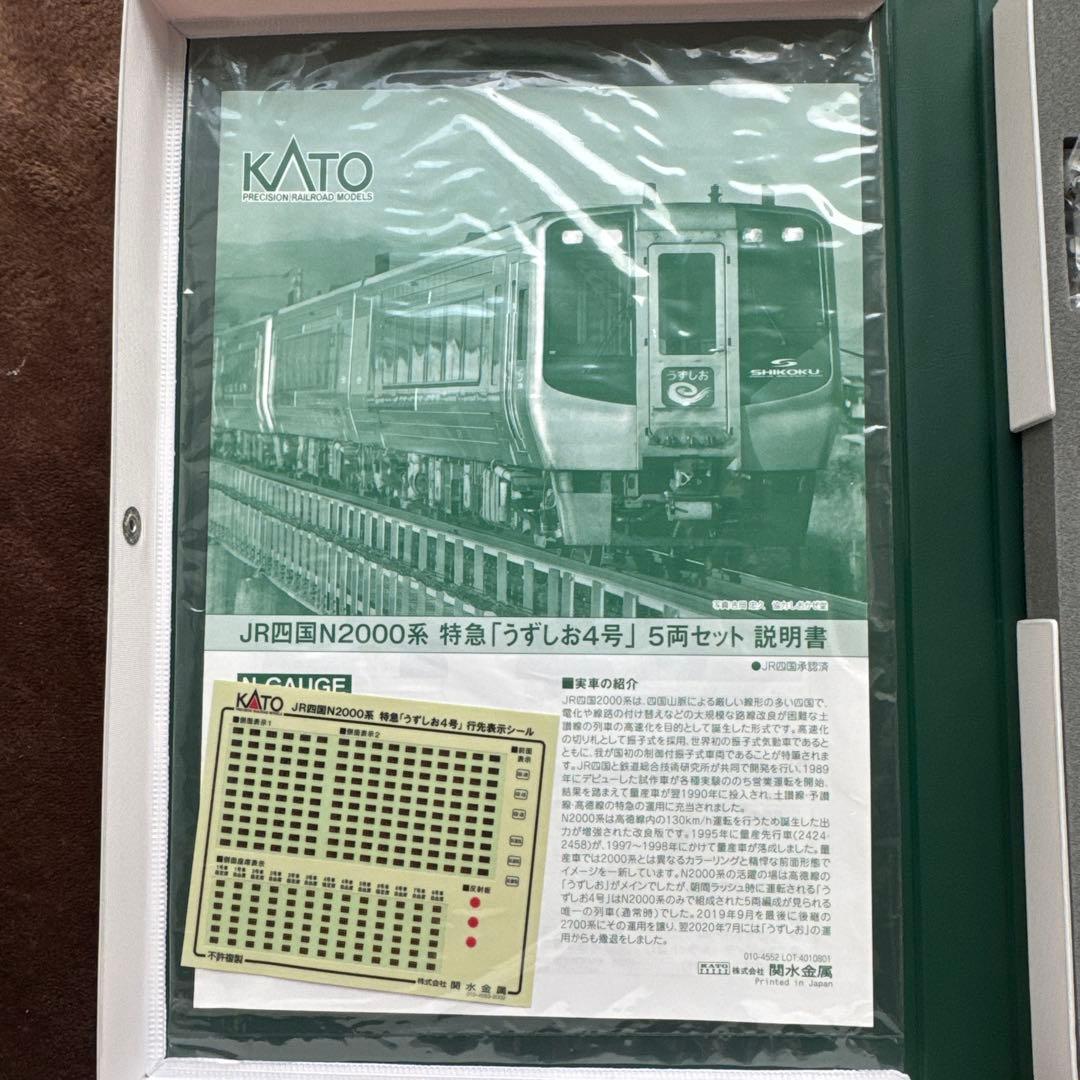 KATO
PRECISION RAILROAD MODELS
うずしお
SHIKOKU
JR四国N2000系 特急「うずしお4号」 5両セット 説明書
●JR四国承認済
N-GAUGE
■実車の紹介
JR四国2000系は、四国山脈による厳しい線形の多い四国で、
電化や線路の付け替えなどの大規模な路線改良が困難な土
讃線の列車の高速化を目的として誕生した形式です。高速化
の切り札として振子式を採用、世界初の振子式気動車であると
ともに、我が国初の制御付振子式車両であることが特筆されま
す。JR四国と鉄道総合技術研究所が共同で開発を行い、1989
年にデビューした試作車が各種実験ののち営業運転を開始、
結果を踏まえて量産車が翌1990年に投入され、土讃線・予讃
線・高徳線の特急の運用に充当されました。
N2000系は高徳線内の130km/h運転を行うため誕生した出
力が増強された改良版です。1995年に量産先行車(2424・
2458)が、1997～1998年にかけて量産車が落成しました。量
産車では2000系とは異なるカラーリングと精悍な前面形態で
イメージを一新しています。N2000系の活躍の場は高徳線の
「うずしお」がメインでしたが、朝間ラッシュ時に運転される「う
ずしお4号」はN2000系のみで組成された5両編成が見られる
唯一の列車(通常時)でした。2019年9月を最後に後継の
2700系にその運用を譲り、翌2020年7月には「うずしお」の運
用からも撤退をしました。
010-4552 LOT:4010801
KATO 株式会社 関水金属
Printed in Japan
KATO
PRECISION RAILROAD MODELS
JR四国N2000系 特急「うずしお4号」 行先表示シール
■側面表示1
■側面表示2
■前面表示
■側面座席表示
■反射板
不許複製
株式会社 関水金属